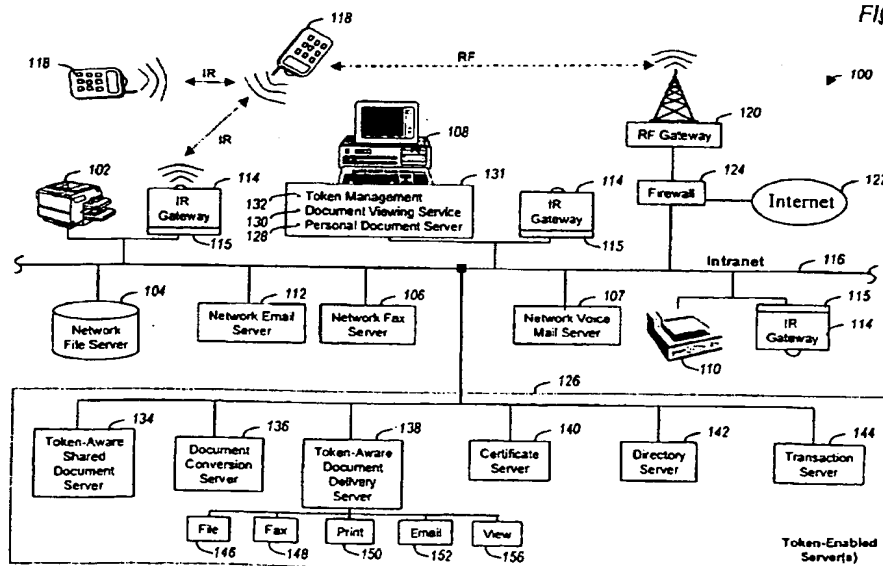 FIG
118
118
IR
RF
100
IR
120
RF Gateway
102
114
IR Gateway
115
108
131
132 Token Management
130 Document Viewing Service
128 Personal Document Server
114
IR Gateway
115
124
Firewall
Internet
Intranet
116
104
Network File Server
112
Network Email Server
106
Network Fax Server
107
Network Voice Mail Server
110
115
IR Gateway
114
126
134
Token-Aware Shared Document Server
136
Document Conversion Server
138
Token-Aware Document Delivery Server
140
Certificate Server
142
Directory Server
144
Transaction Server
File
Fax
Print
Email
View
146
148
150
152
156
Token-Enabled Server(s)